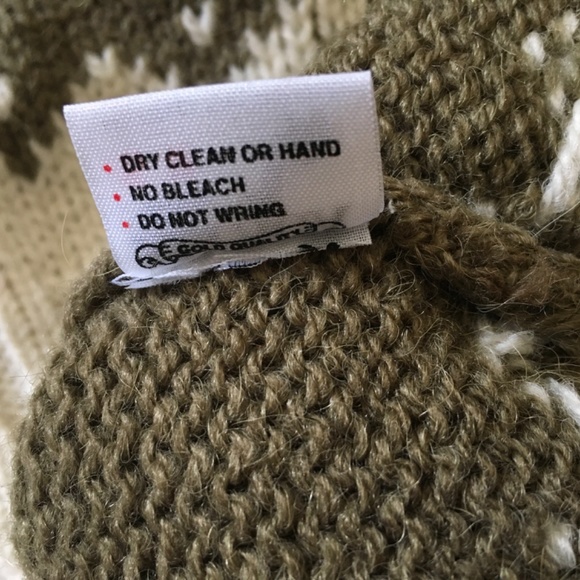 • DRY CLEAN OR HAND
• NO BLEACH
• DO NOT WRING
GOLD QUALITY